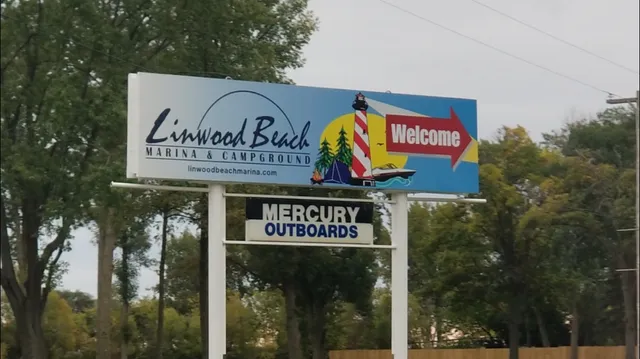 Linwood Beach
MARINA & CAMPGROUND
linwoodbeachmarina.com
Welcome
MERCURY
OUTBOARDS